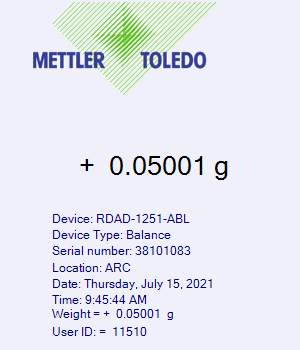 METTLER TOLEDO
+ 0.05001 g
Device: RDAD-1251-ABL
Device Type: Balance
Serial number: 38101083
Location: ARC
Date: Thursday, July 15, 2021
Time: 9:45:44 AM
Weight = + 0.05001 g
User ID: = 11510